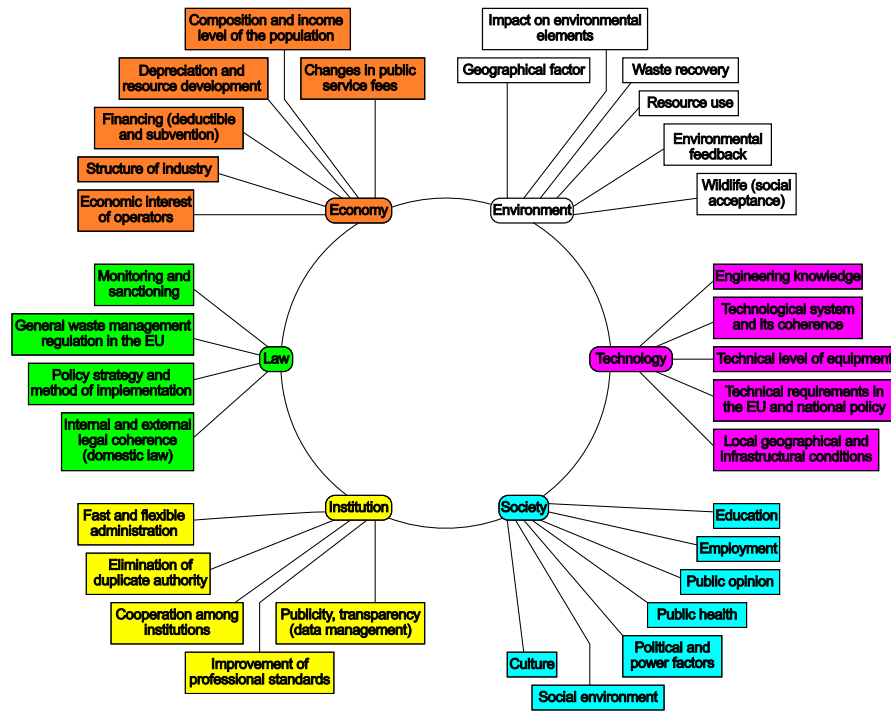 Composition and income
level of the population
Depreciation and
resource development
Changes in public
service fees
Financing (deductible
and subvention)
Structure of industry
Economic interest
of operators
Economy
Impact on environmental
elements
Geographical factor
Waste recovery
Resource use
Environmental
feedback
Wildlife (social
acceptance)
Environment
Monitoring and
sanctioning
General waste management
regulation in the EU
Policy strategy and
method of implementation
Internal and external
legal coherence
(domestic law)
Law
Engineering knowledge
Technological system
and its coherence
Technical level of equipment
Technical requirements in
the EU and national policy
Local geographical and
infrastructural conditions
Technology
Institution
Fast and flexible
administration
Elimination of
duplicate authority
Cooperation among
institutions
Improvement of
professional standards
Publicity, transparency
(data management)
Society
Education
Employment
Public opinion
Public health
Political and
power factors
Social environment
Culture